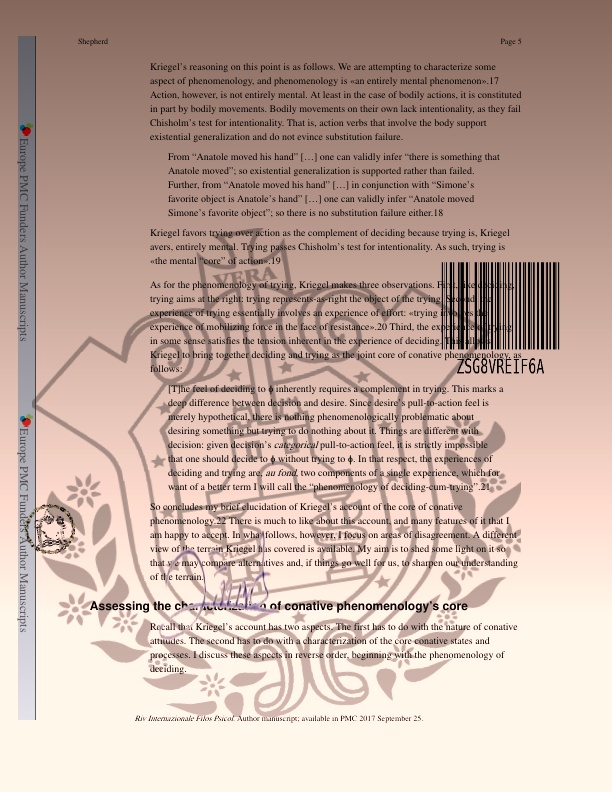 Shepherd
Page 5
Europe PMC Funders Author Manuscripts
Europe PMC Funders Author Manuscripts
Kriegel's reasoning on this point is as follows. We are attempting to characterize some
aspect of phenomenology, and phenomenology is «an entirely mental phenomenon».17
Action, however, is not entirely mental. At least in the case of bodily actions, it is constituted
in part by bodily movements. Bodily movements on their own lack intentionality, as they fail
Chisholm's test for intentionality. That is, action verbs that involve the body support
existential generalization and do not evince substitution failure.
From “Anatole moved his hand” […] one can validly infer “there is something that
Anatole moved”; so existential generalization is supported rather than failed.
Further, from “Anatole moved his hand” […] in conjunction with “Simone's
favorite object is Anatole's hand” […] one can validly infer “Anatole moved
Simone's favorite object”; so there is no substitution failure either.18
Kriegel favors trying over action as the complement of deciding because trying is, Kriegel
avers, entirely mental. Trying passes Chisholm's test for intentionality. As such, trying is
«the mental “core” of action».19
VERA
As for the phenomenology of trying, Kriegel makes three observations. First, like deciding,
trying aims at the right: trying represents-as-right the object of the trying. Second, the
experience of trying essentially involves an experience of effort: «trying involves the
experience of mobilizing force in the face of resistance».20 Third, the experience of trying
in some sense satisfies the tension inherent in the experience of deciding. This allows
Kriegel to bring together deciding and trying as the joint core of conative phenomenology, as
follows:
ZSG8VREIF6A
[T]he feel of deciding to ϕ inherently requires a complement in trying. This marks a
deep difference between decision and desire. Since desire's pull-to-action feel is
merely hypothetical, there is nothing phenomenologically problematic about
desiring something but trying to do nothing about it. Things are different with
decision: given decision's categorical pull-to-action feel, it is strictly impossible
that one should decide to ϕ without trying to ϕ. In that respect, the experiences of
deciding and trying are, au fond, two components of a single experience, which for
want of a better term I will call the “phenomenology of deciding-cum-trying”.21
So concludes my brief elucidation of Kriegel's account of the core of conative
phenomenology.22 There is much to like about this account, and many features of it that I
am happy to accept. In what follows, however, I focus on areas of disagreement. A different
view of the terrain Kriegel has covered is available. My aim is to shed some light on it so
that we may compare alternatives and, if things go well for us, to sharpen our understanding
of the terrain.
Assessing the characterization of conative phenomenology's core
Recall that Kriegel's account has two aspects. The first has to do with the nature of conative
attitudes. The second has to do with a characterization of the core conative states and
processes. I discuss these aspects in reverse order, beginning with the phenomenology of
deciding.
Riv Internazionale Filos Psicol. Author manuscript; available in PMC 2017 September 25.